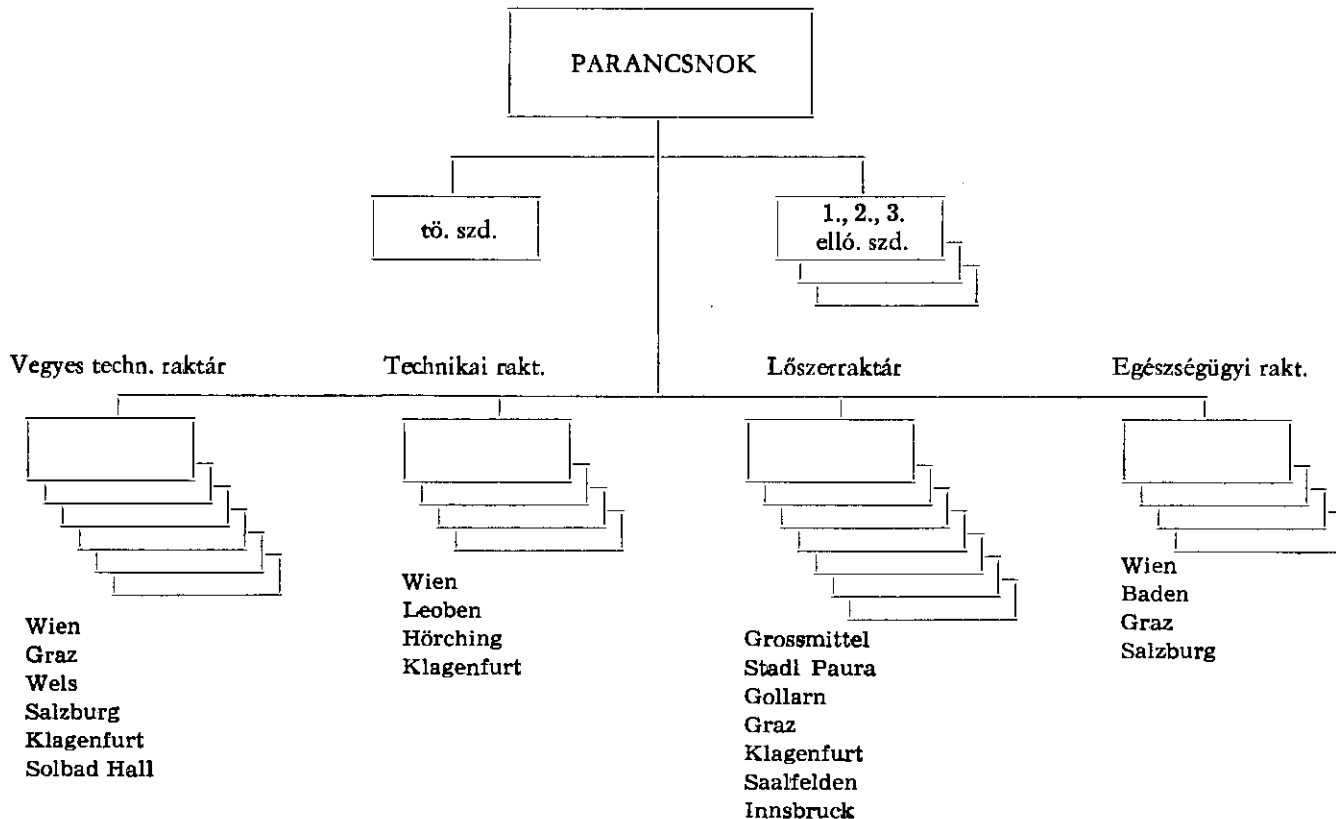 PARANCSNOK
tö. szd.
1., 2., 3.
elló. szd.
Vegyes techn. raktár
Technikai rakt.
Lőszerraktár
Egészségügyi rakt.
Wien
Graz
Wels
Salzburg
Klagenfurt
Solbad Hall
Wien
Leoben
Hörching
Klagenfurt
Grossmittel
Stadl Paura
Gollarn
Graz
Klagenfurt
Saalfelden
Innsbruck
Wien
Baden
Graz
Salzburg